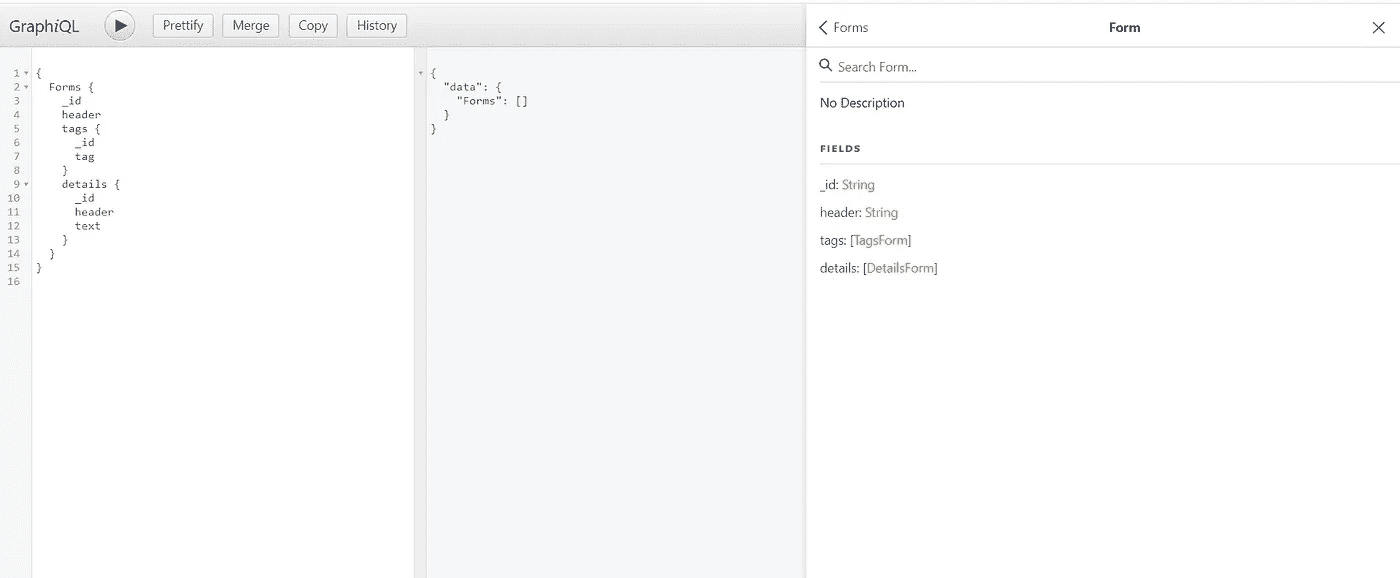 GraphiQL Prettify Merge Copy History
1 {
2 Forms {
3 _id
4 header
5 tags {
6 _id
7 tag
8 }
9 details {
10 _id
11 header
12 text
13 }
14 }
15 }
16
{
"data": {
"Forms": []
}
}
Forms Form
Search Form...
No Description
FIELDS
_id: String
header: String
tags: [TagsForm]
details: [DetailsForm]